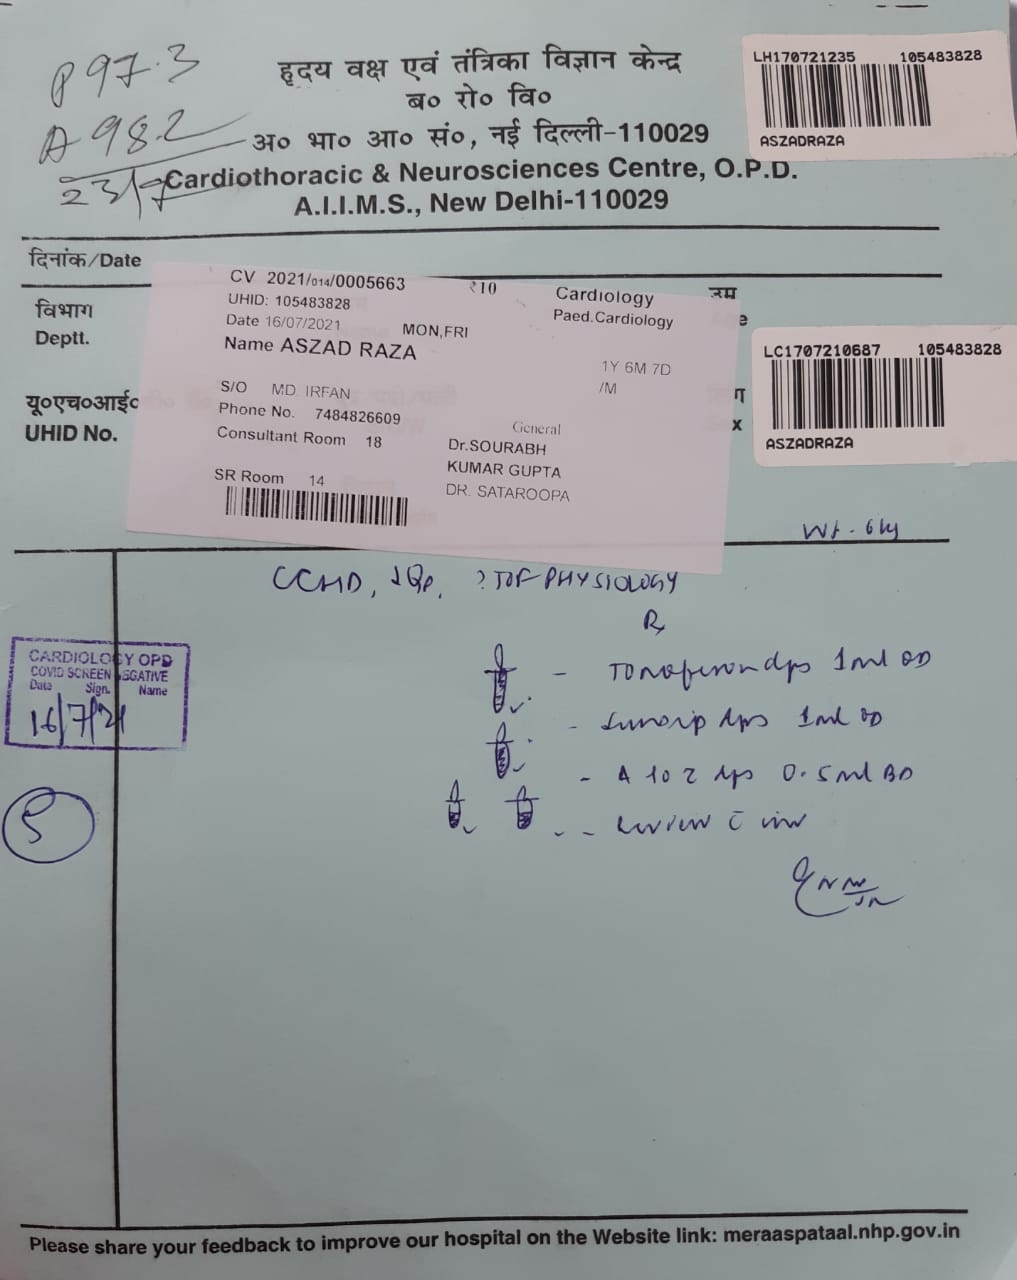 P 97.3
A 982
23/7
हृदय वक्ष एवं तंत्रिका विज्ञान केन्द्र
ब० रो० वि०
अ० भा० आ० सं०, नई दिल्ली-110029
Cardiothoracic & Neurosciences Centre, O.P.D.
A.I.I.M.S., New Delhi-110029
LH170721235 105483828
ASZADRAZA
दिनांक/Date
विभाग
Deptt.
यू०एच०आई०
UHID No.
CV 2021/014/0005663 ₹10 Cardiology
UHID: 105483828 Paed.Cardiology
Date 16/07/2021 MON,FRI
Name ASZAD RAZA 1Y 6M 7D
/M
S/O MD IRFAN
Phone No. 7484826609 General
Consultant Room 18 Dr.SOURABH
KUMAR GUPTA
SR Room 14 DR. SATAROOPA
LC1707210687 105483828
ASZADRAZA
Wt - 6kg
CCHD, ↓Qp, ? TOF PHYSIOLOGY
Rx
- Tonoferon dps 1ml OD
- dps 1ml OD
- A to Z dps 0.5ml BD
- review c̄ inv
CARDIOLOGY OPD
COVID SCREEN NEGATIVE
Date Sign. Name
16/7/21
5
Please share your feedback to improve our hospital on the Website link: meraaspataal.nhp.gov.in